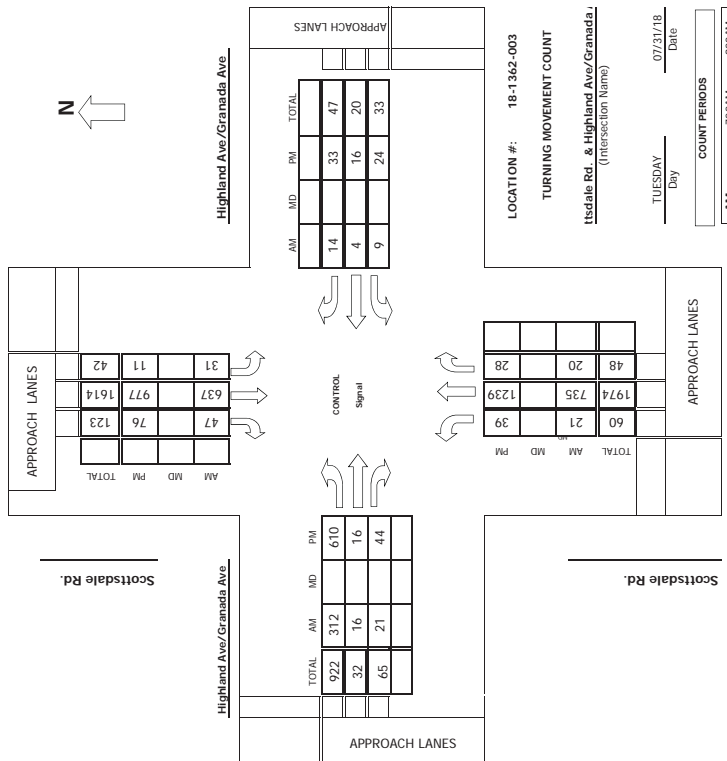 APPROACH LANES
N
Highland Ave/Granada Ave
APPROACH LANES
TOTAL 123 1614 42
PM 76 977 11
MD
AM 47 637 31
AM MD PM TOTAL
14 33 47
4 16 20
9 24 33
CONTROL
Signal
Scottsdale Rd.
Highland Ave/Granada Ave
TOTAL AM MD PM
922 312 610
32 16 16
65 21 44
APPROACH LANES
PM 39 1239 28
MD
MD
AM 21 735 20
TOTAL 60 1974 48
APPROACH LANES
Scottsdale Rd.
LOCATION #: 18-1362-003
TURNING MOVEMENT COUNT
ttsdale Rd. & Highland Ave/Granada
(Intersection Name)
TUESDAY 07/31/18
Day Date
COUNT PERIODS